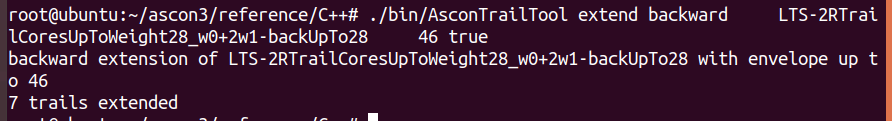 root@ubuntu:~/ascon3/reference/C++# ./bin/AsconTrailTool extend backward     LTS-2RTrai
lCoresUpToWeight28_w0+2w1-backUpTo28     46 true
backward extension of LTS-2RTrailCoresUpToWeight28_w0+2w1-backUpTo28 with envelope up t
o 46
7 trails extended